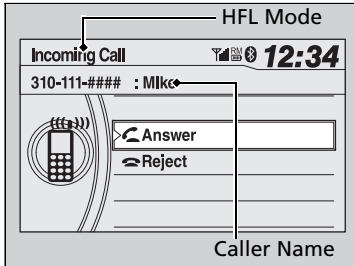 HFL Mode
Incoming Call 12:34
310-111-#### : Mike
Answer
Reject
Caller Name